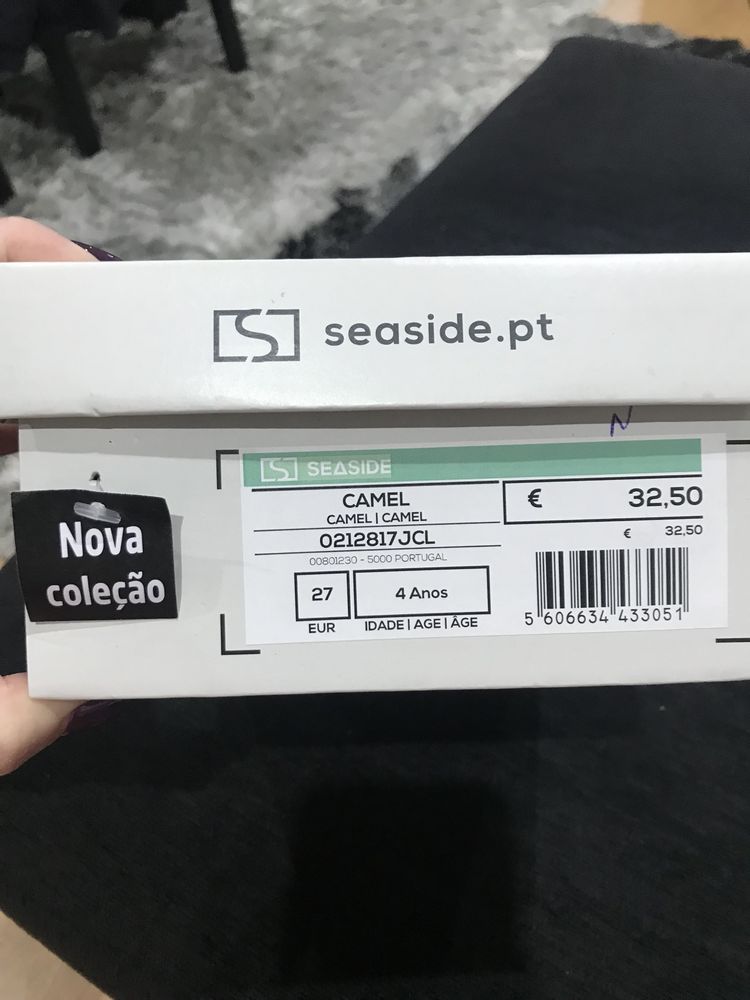 seaside.pt
N
SEASIDE
CAMEL
CAMEL | CAMEL
0212817JCL
00801230 - 5000 PORTUGAL
27
EUR
4 Anos
IDADE | AGE | ÂGE
€ 32,50
€ 32,50
5 606634 433051
Nova
coleção